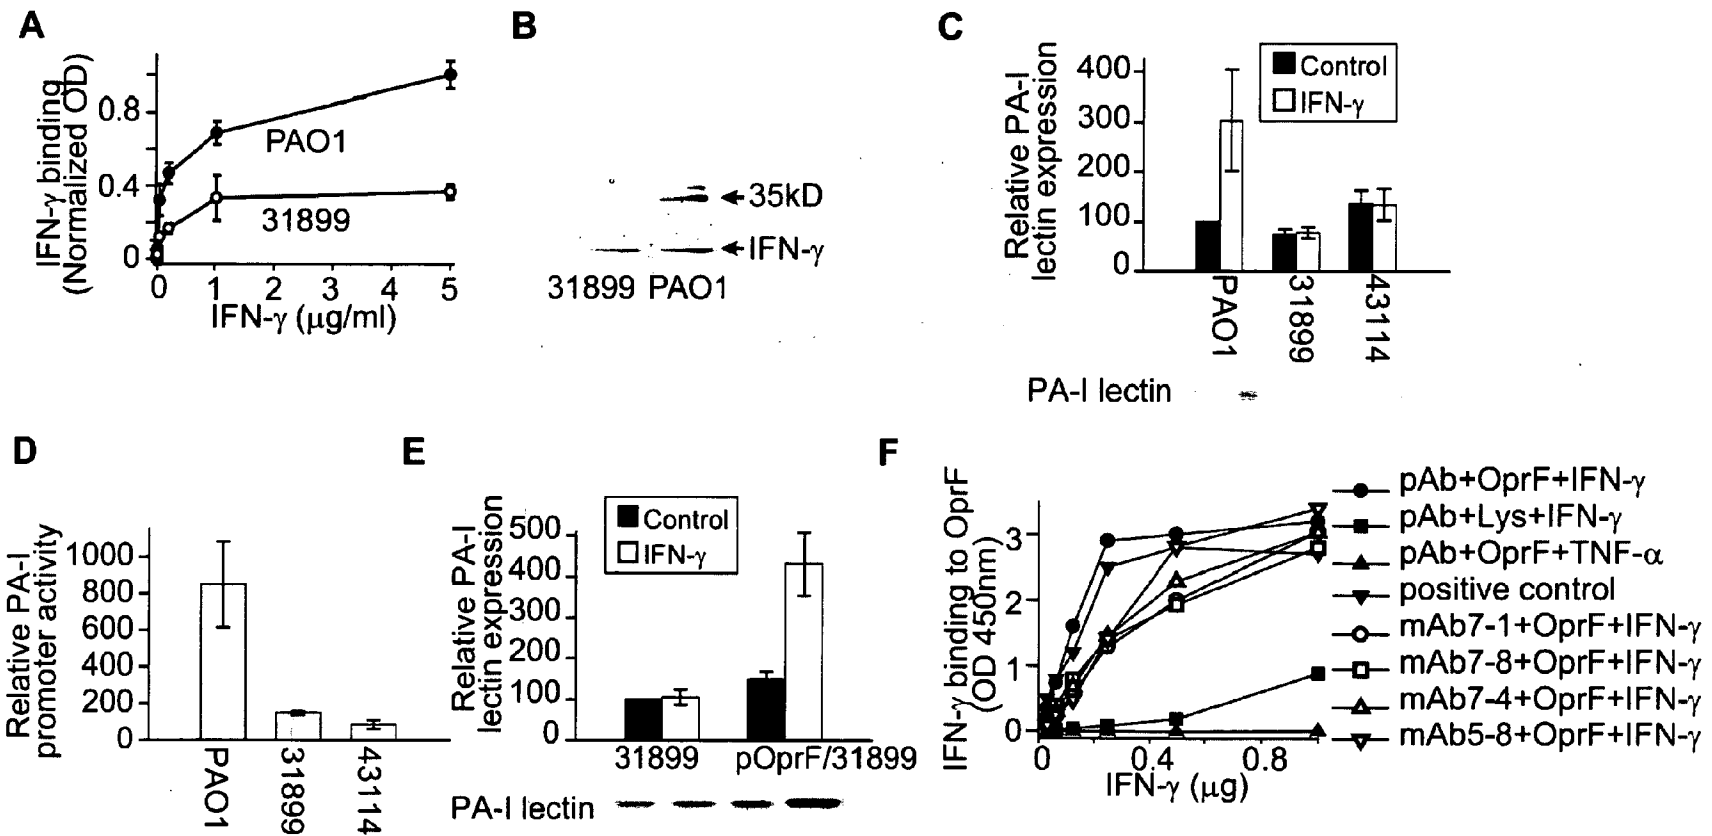 A
IFN-γ binding
(Normalized OD)
0.8
0.4
0
PAO1
31899
0 1 2 3 4 5
IFN-γ (μg/ml)
B
35kD
IFN-γ
31899 PAO1
C
Relative PA-I
lectin expression
400
300
200
100
0
Control
IFN-γ
PAO1
31899
43114
PA-I lectin
D
Relative PA-I
promoter activity
1000
800
600
400
200
0
PAO1
31899
43114
E
Relative PA-I
lectin expression
500
400
300
200
100
0
Control
IFN-γ
31899 pOprF/31899
PA-I lectin
F
IFN-γ binding to OprF
(OD 450nm)
3
2
1
0
0 0.4 0.8
IFN-γ (μg)
pAb+OprF+IFN-γ
pAb+Lys+IFN-γ
pAb+OprF+TNF-α
positive control
mAb7-1+OprF+IFN-γ
mAb7-8+OprF+IFN-γ
mAb7-4+OprF+IFN-γ
mAb5-8+OprF+IFN-γ